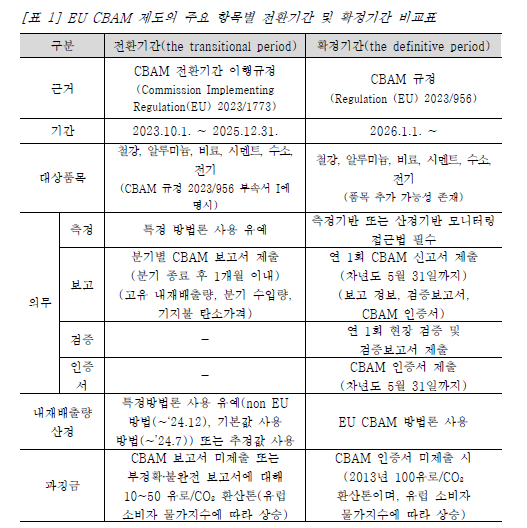 [표 1] EU CBAM 제도의 주요 항목별 전환기간 및 확정기간 비교표
구분 전환기간(the transitional period) 확정기간(the definitive period)
근거
CBAM 전환기간 이행규정
(Commission Implementing
Regulation(EU) 2023/1773)
CBAM 규정
(Regulation (EU) 2023/956)
기간 2023.10.1. ~ 2025.12.31. 2026.1.1. ~
대상품목
철강, 알루미늄, 비료, 시멘트, 수소,
전기
(CBAM 규정 2023/956 부속서 I에
명시)
철강, 알루미늄, 비료, 시멘트, 수소,
전기
(품목 추가 가능성 존재)
의무
측정 특정 방법론 사용 유예
측정기반 또는 산정기반 모니터링
접근법 필수
보고
분기별 CBAM 보고서 제출
(분기 종료 후 1개월 이내)
(고유 내재배출량, 분기 수입량,
기지불 탄소가격)
연 1회 CBAM 신고서 제출
(차년도 5월 31일까지)
(보고 정보, 검증보고서,
CBAM 인증서)
검증 –
연 1회 현장 검증 및
검증보고서 제출
인증
서
–
CBAM 인증서 제출
(차년도 5월 31일까지)
내재배출량
산정
특정방법론 사용 유예(non EU
방법(~'24.12), 기본값 사용
방법(~'24.7)) 또는 추정값 사용
EU CBAM 방법론 사용
과징금
CBAM 보고서 미제출 또는
부정확·불완전 보고서에 대해
10~50 유로/CO₂ 환산톤(유럽
소비자 물가지수에 따라 상승)
CBAM 인증서 미제출 시
(2013년 100유로/CO₂
환산톤이며, 유럽 소비자
물가지수에 따라 상승)